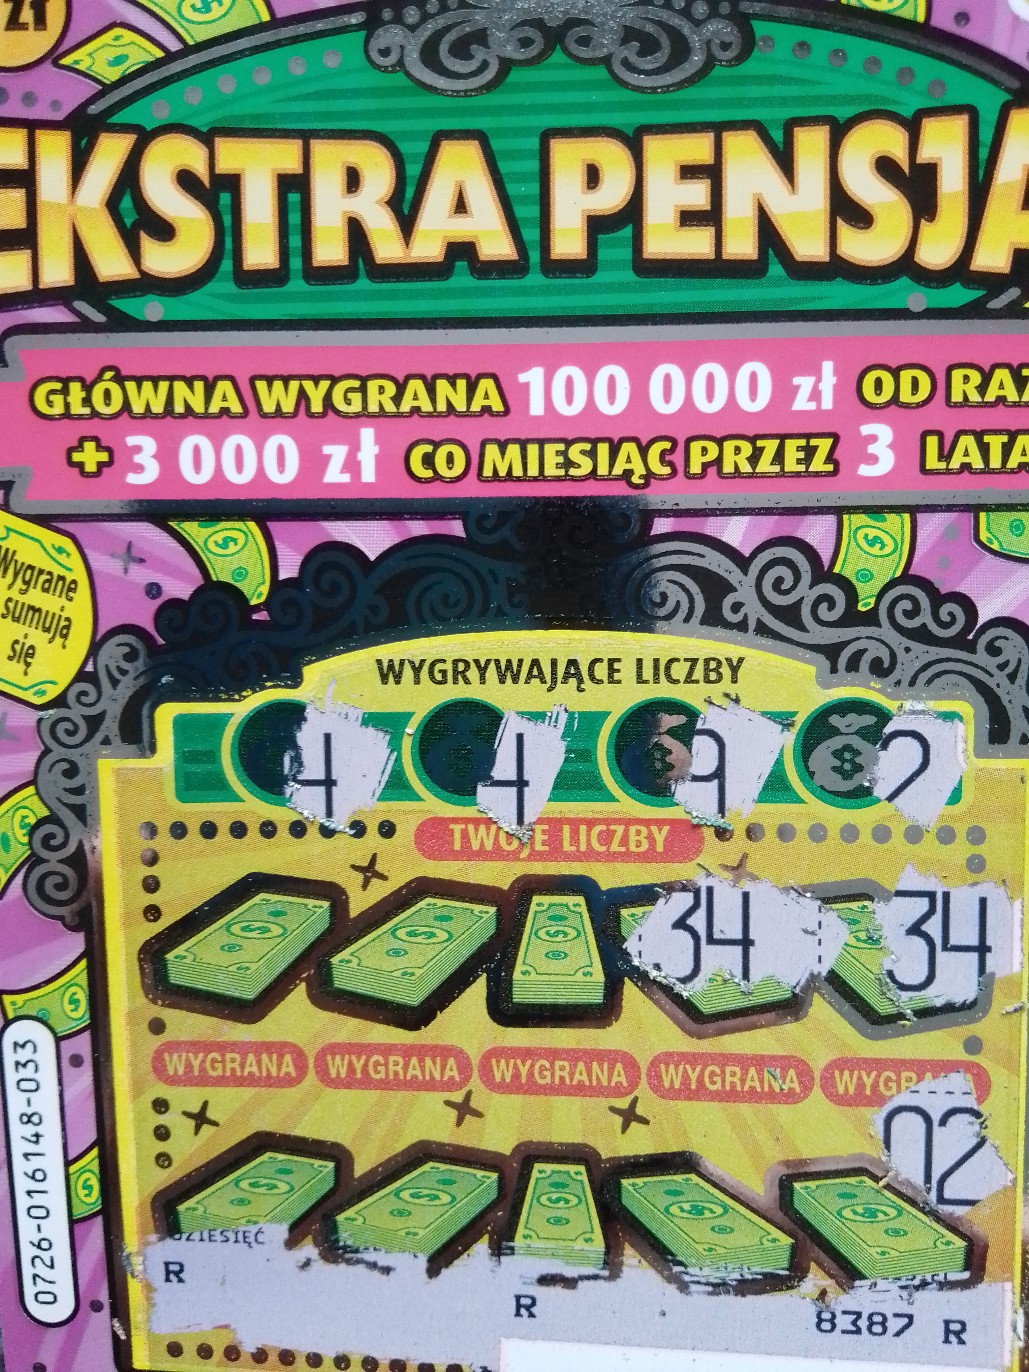 zł
EKSTRA PENSJA
GŁÓWNA WYGRANA 100 000 zł OD RAZ
+ 3 000 zł CO MIESIĄC PRZEZ 3 LATA
Wygrane
sumują
się
WYGRYWAJĄCE LICZBY
4 4 9 2
TWOJE LICZBY
34 34
WYGRANA WYGRANA WYGRANA WYGRANA WYGRANA
02
DZIESIĘĆ
R
R 8387 R
0726-016148-033